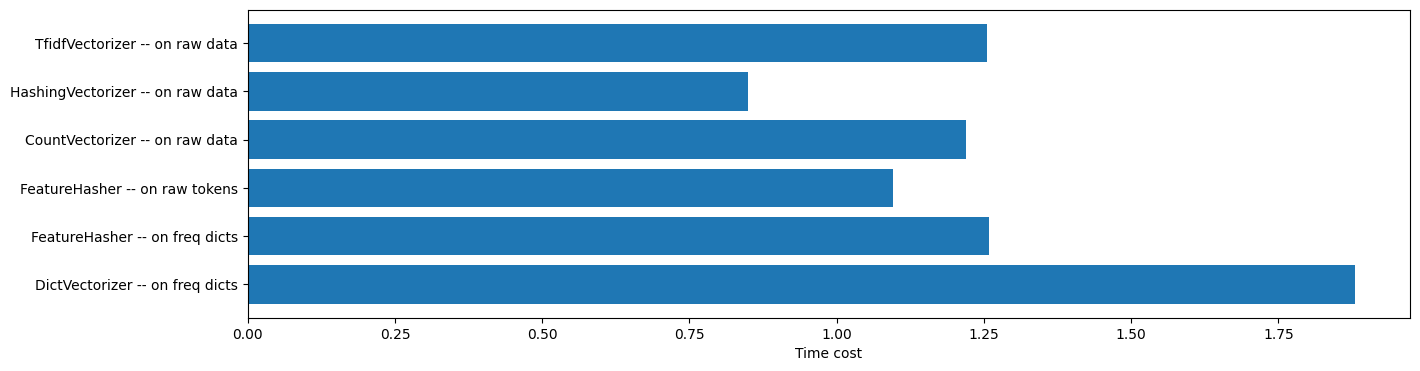 TfidfVectorizer -- on raw data
HashingVectorizer -- on raw data
CountVectorizer -- on raw data
FeatureHasher -- on raw tokens
FeatureHasher -- on freq dicts
DictVectorizer -- on freq dicts
0.00 0.25 0.50 0.75 1.00 1.25 1.50 1.75
Time cost